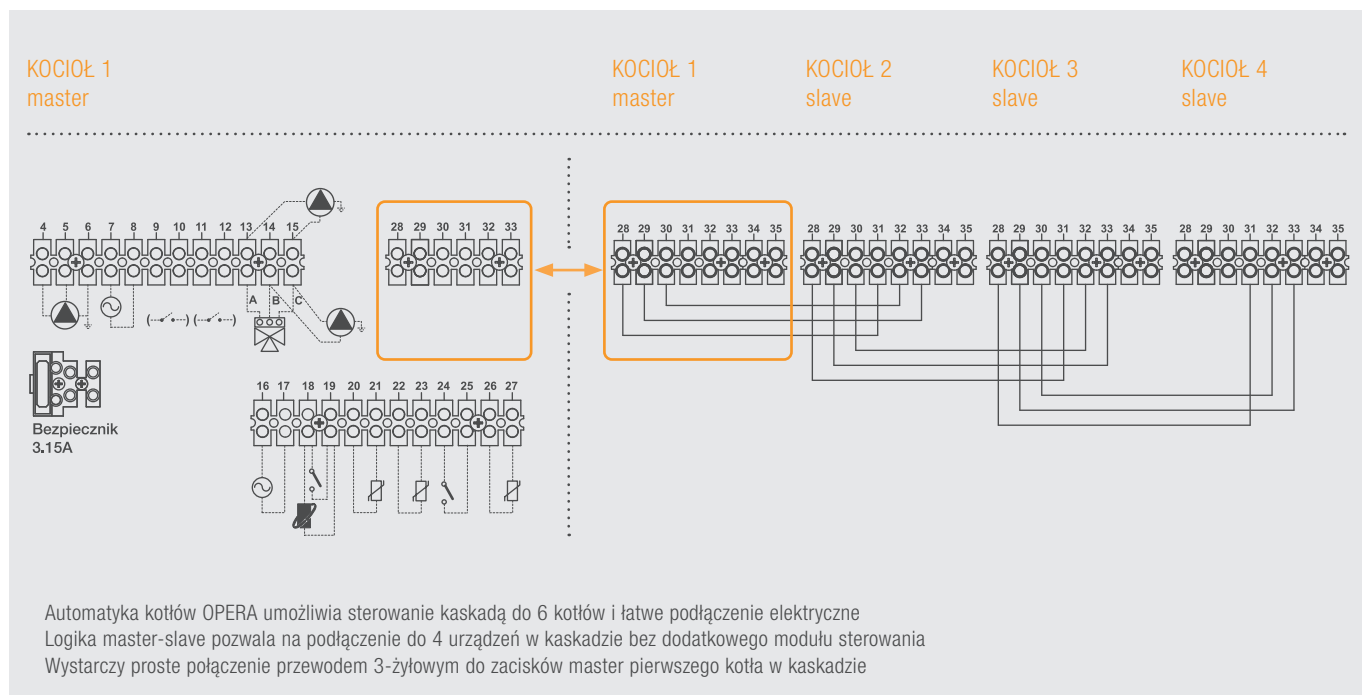 KOCIOŁ 1
master
KOCIOŁ 1
master
KOCIOŁ 2
slave
KOCIOŁ 3
slave
KOCIOŁ 4
slave
4 5 6 7 8 9 10 11 12 13 14 15
28 29 30 31 32 33
28 29 30 31 32 33 34 35
28 29 30 31 32 33 34 35
28 29 30 31 32 33 34 35
28 29 30 31 32 33 34 35
A B C
Bezpiecznik
3.15A
16 17 18 19 20 21 22 23 24 25 26 27
Automatyka kotłów OPERA umożliwia sterowanie kaskadą do 6 kotłów i łatwe podłączenie elektryczne
Logika master-slave pozwala na podłączenie do 4 urządzeń w kaskadzie bez dodatkowego modułu sterowania
Wystarczy proste połączenie przewodem 3-żyłowym do zacisków master pierwszego kotła w kaskadzie